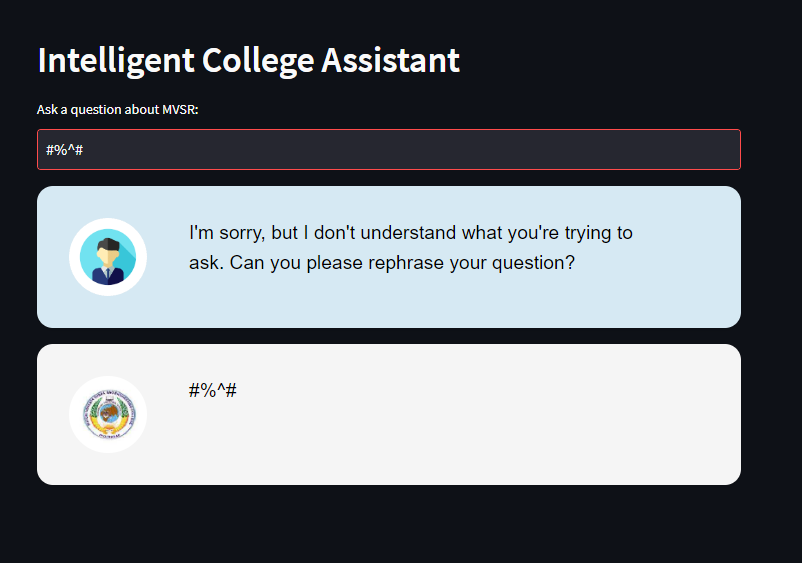 Intelligent College Assistant
Ask a question about MVSR:
#%^#
I'm sorry, but I don't understand what you're trying to
ask. Can you please rephrase your question?
#%^#